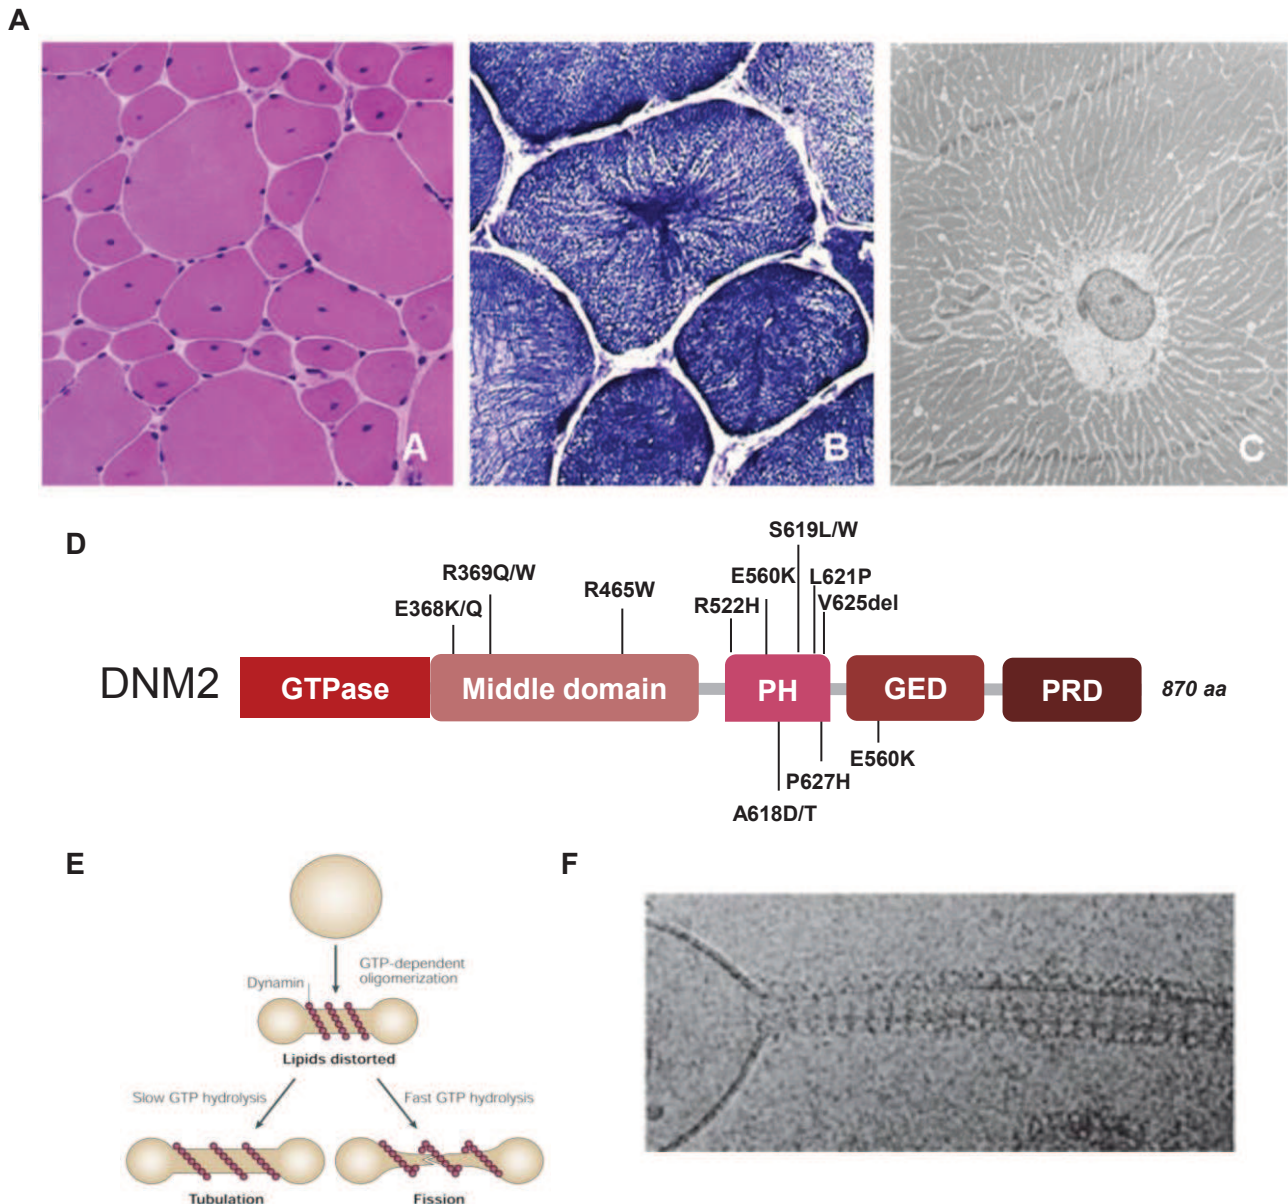 A
A
B
C
D
S619L/W
R369Q/W
E560K
L621P
R465W
E368K/Q
R522H
V625del
DNM2
GTPase
Middle domain
PH
GED
PRD
870 aa
E560K
P627H
A618D/T
E
F
GTP-dependent
oligomerization
Dynamin
Lipids distorted
Slow GTP hydrolysis
Fast GTP hydrolysis
Tubulation
Fission